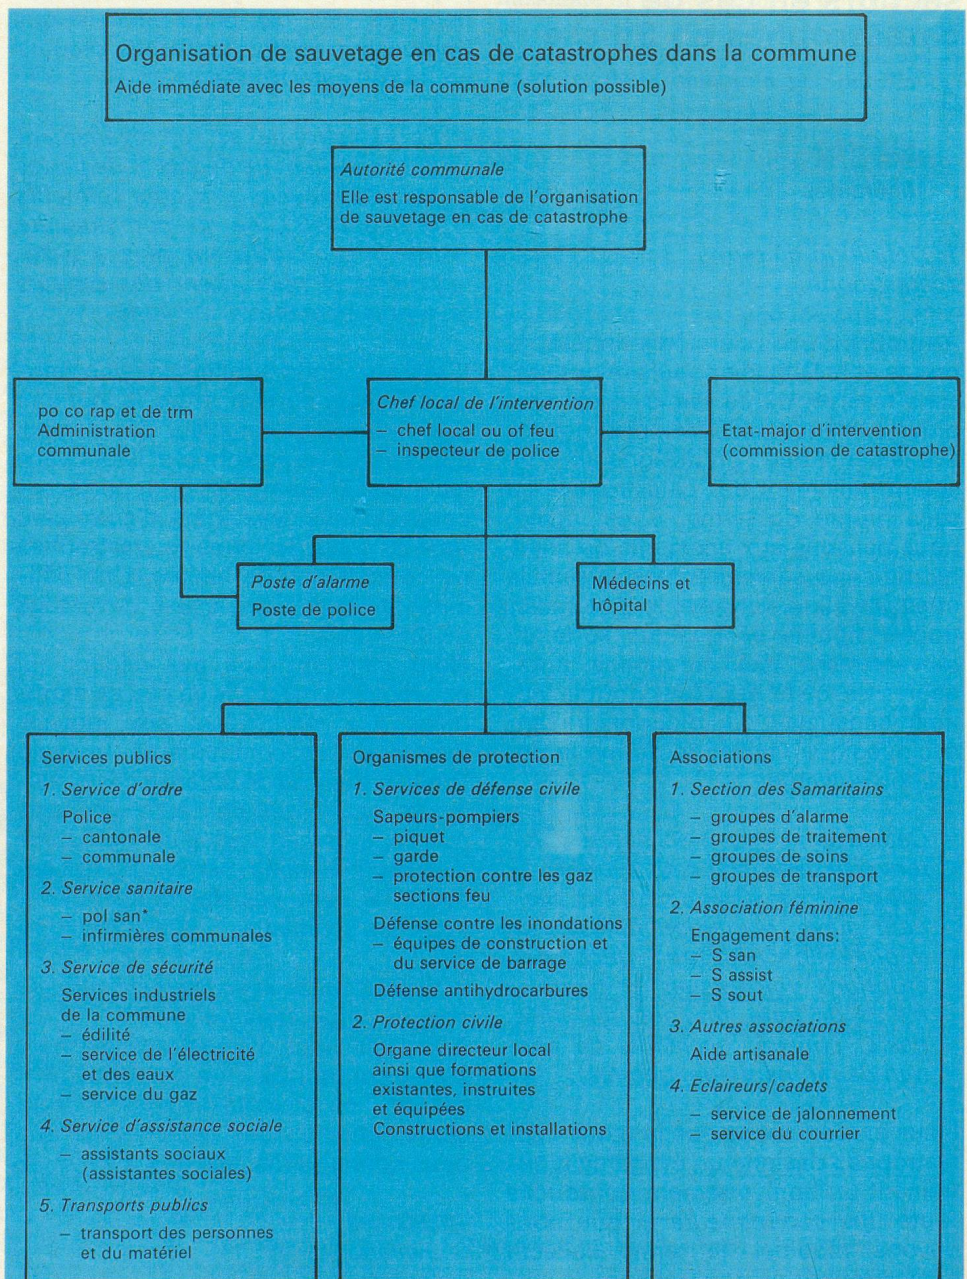 Organisation de sauvetage en cas de catastrophes dans la commune
Aide immédiate avec les moyens de la commune (solution possible)
Autorité communale
Elle est responsable de l'organisation
de sauvetage en cas de catastrophe
po co rap et de trm
Administration
communale
Chef local de l'intervention
– chef local ou of feu
– inspecteur de police
Etat-major d'intervention
(commission de catastrophe)
Poste d'alarme
Poste de police
Médecins et
hôpital
Services publics
1. Service d'ordre
Police
– cantonale
– communale
2. Service sanitaire
– pol san*
– infirmières communales
3. Service de sécurité
Services industriels
de la commune
– édilité
– service de l'électricité
et des eaux
– service du gaz
4. Service d'assistance sociale
– assistants sociaux
(assistantes sociales)
5. Transports publics
– transport des personnes
et du matériel
Organismes de protection
1. Services de défense civile
Sapeurs-pompiers
– piquet
– garde
– protection contre les gaz
sections feu
Défense contre les inondations
– équipes de construction et
du service de barrage
Défense antihydrocarbures
2. Protection civile
Organe directeur local
ainsi que formations
existantes, instruites
et équipées
Constructions et installations
Associations
1. Section des Samaritains
– groupes d'alarme
– groupes de traitement
– groupes de soins
– groupes de transport
2. Association féminine
Engagement dans:
– S san
– S assist
– S sout
3. Autres associations
Aide artisanale
4. Eclaireurs/cadets
– service de jalonnement
– service du courrier